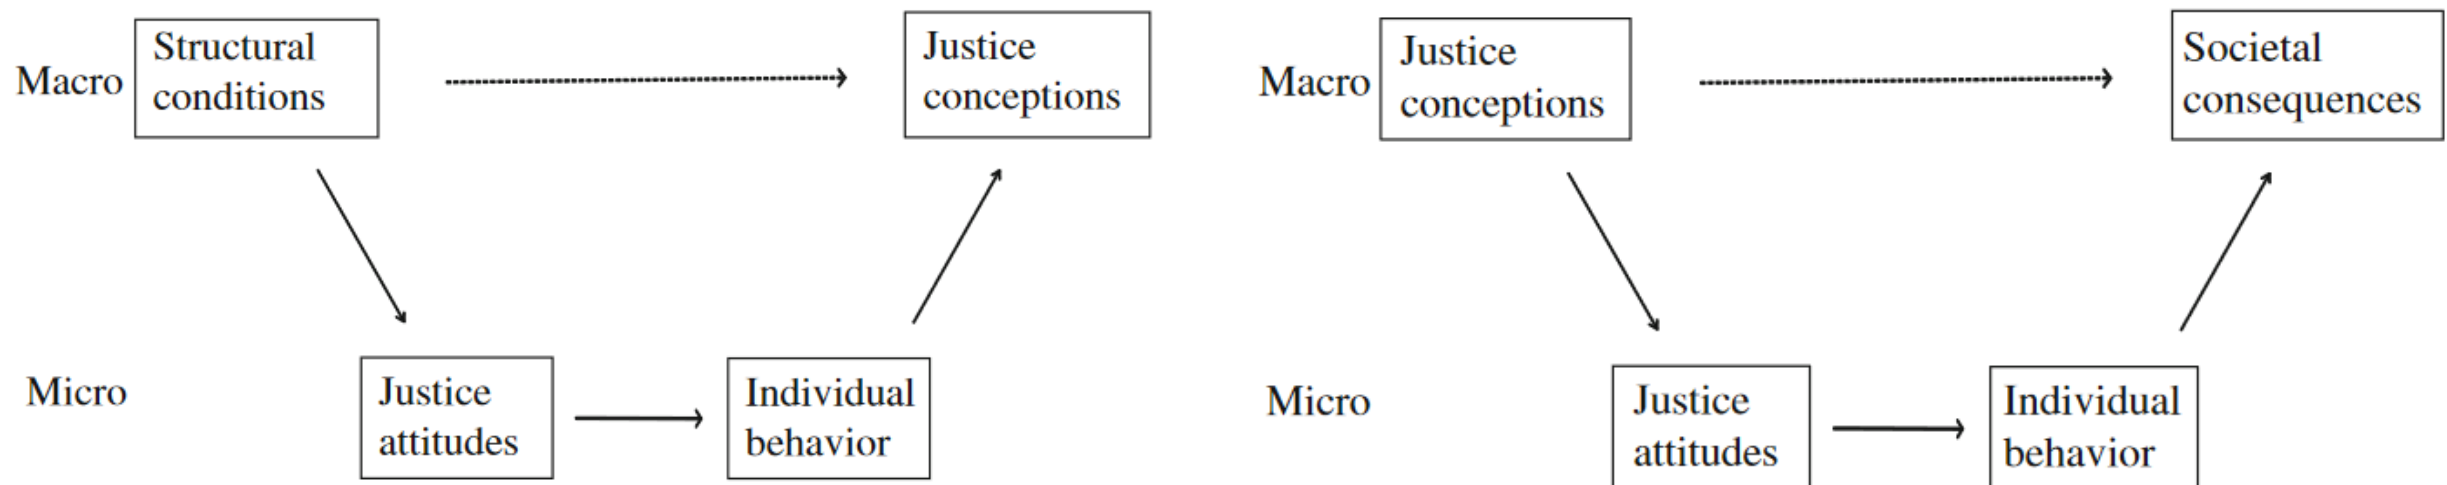 Macro
Structural
conditions
Justice
conceptions
Micro
Justice
attitudes
Individual
behavior
Macro
Justice
conceptions
Societal
consequences
Micro
Justice
attitudes
Individual
behavior